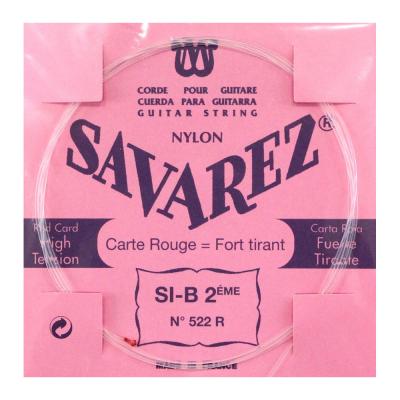 CORDE POUR GUITARE
CUERDA PARA GUITARRA
GUITAR STRING
NYLON
SAVAREZ®
Red Card
High
Tension
Carte Rouge = Fort tirant
Carta Roja
Fuerte
Tirante
SI-B 2ÉME
N° 522 R
MADE IN FRANCE